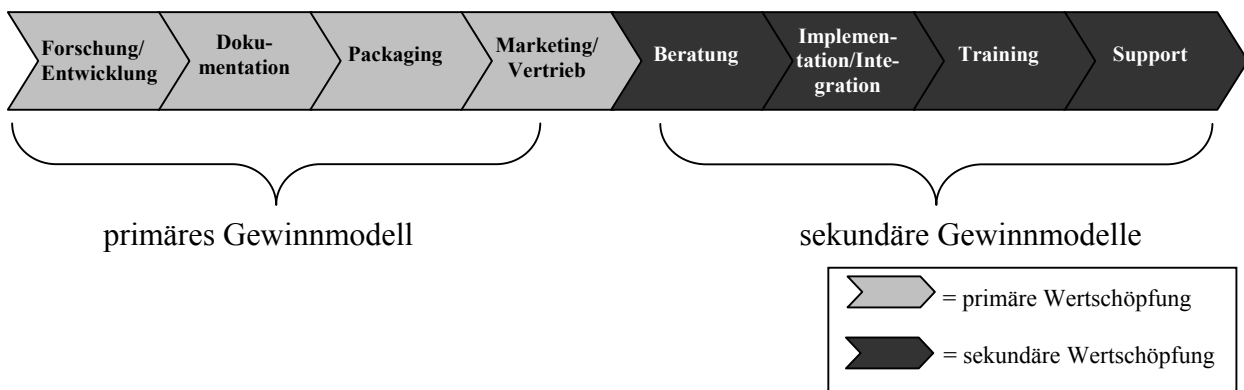 Forschung/
Entwicklung
Doku-
mentation
Packaging
Marketing/
Vertrieb
Beratung
Implemen-
tation/Inte-
gration
Training
Support
primäres Gewinnmodell
sekundäre Gewinnmodelle
= primäre Wertschöpfung
= sekundäre Wertschöpfung